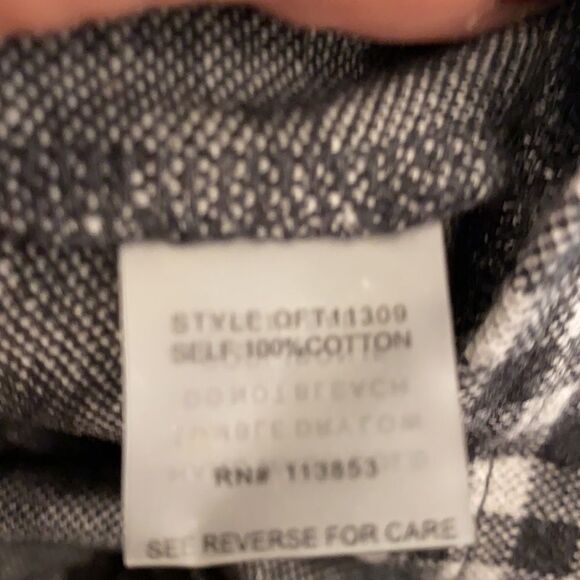 STYLE:OFT11309
SELF:100%COTTON
RN# 113853
SEE REVERSE FOR CARE